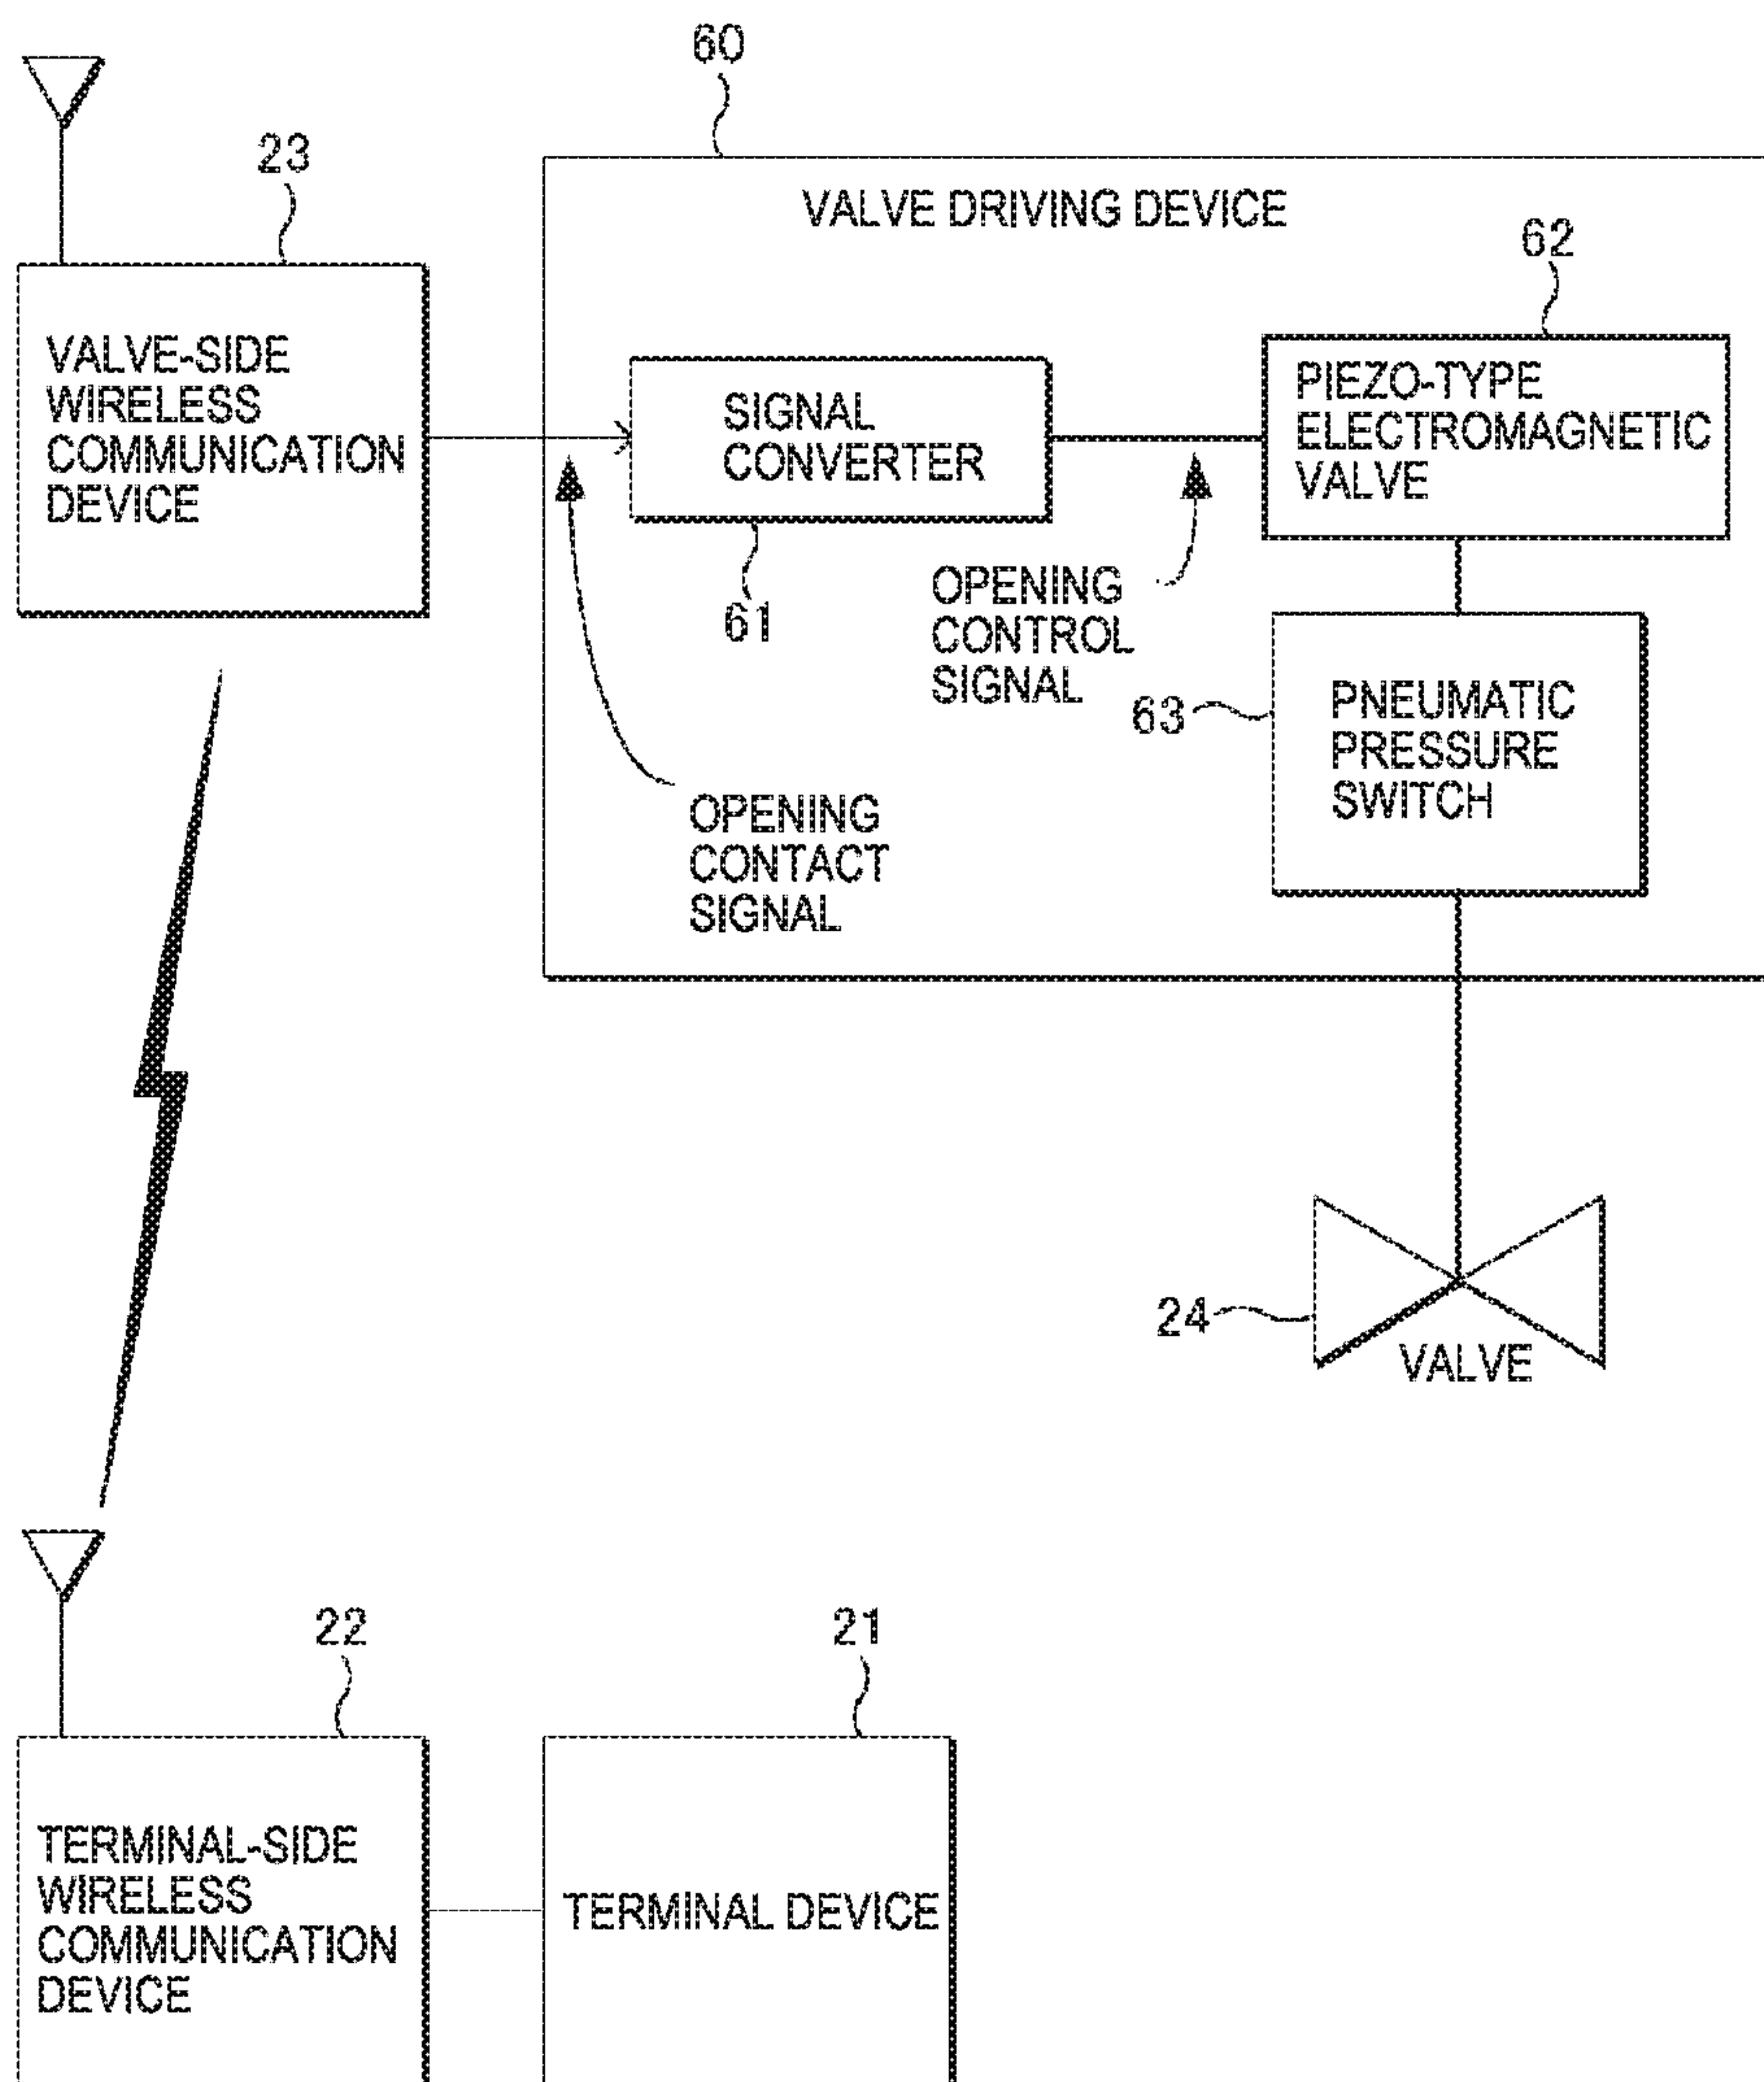 60
23
VALVE DRIVING DEVICE
62
VALVE-SIDE
WIRELESS
COMMUNICATION
DEVICE
SIGNAL
CONVERTER
PIEZO-TYPE
ELECTROMAGNETIC
VALVE
61
OPENING
CONTROL
SIGNAL
63
PNEUMATIC
PRESSURE
SWITCH
OPENING
CONTACT
SIGNAL
24
VALVE
22
21
TERMINAL-SIDE
WIRELESS
COMMUNICATION
DEVICE
TERMINAL DEVICE